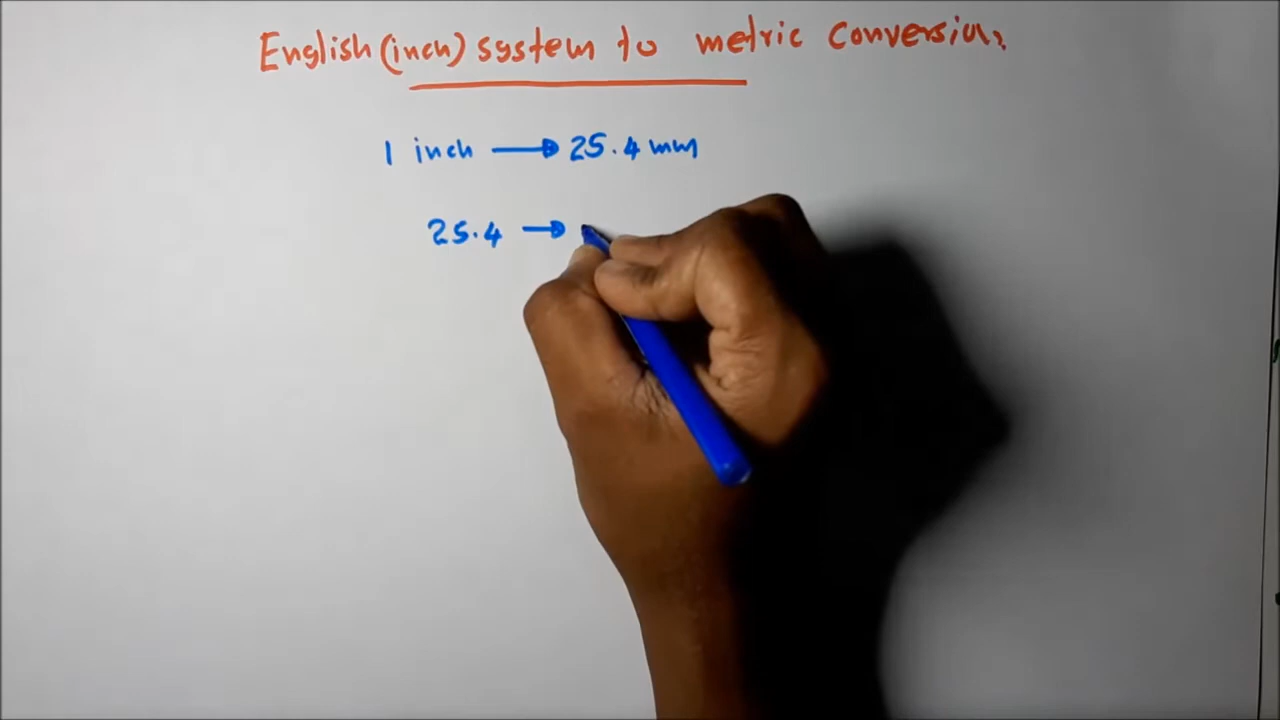 English (inch) system to metric conversion
1 inch → 25.4 mm
25.4 →